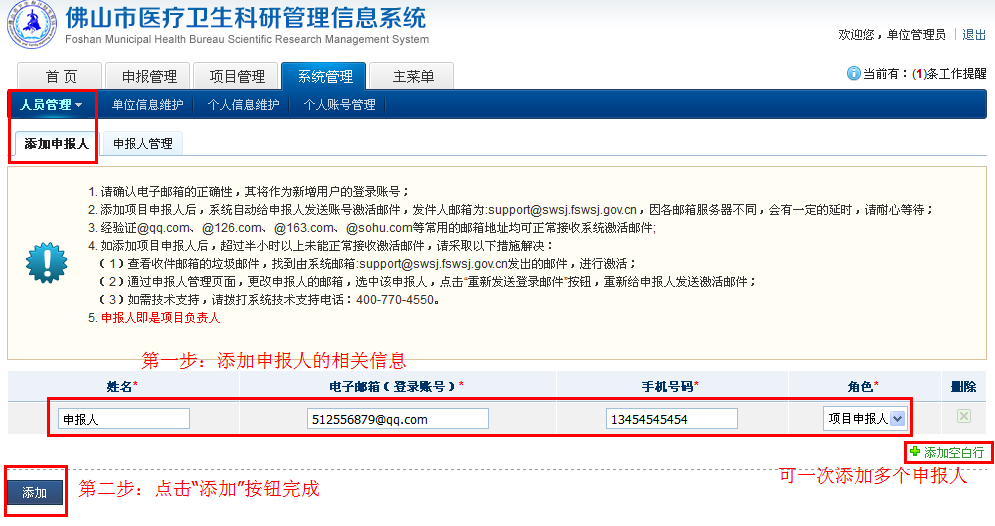 佛山市医疗卫生科研管理信息系统
Foshan Municipal Health Bureau Scientific Research Management System
欢迎您，单位管理员 退出
首 页 申报管理 项目管理 系统管理 主菜单
当前有：(1)条工作提醒
人员管理 单位信息维护 个人信息维护 个人账号管理
添加申报人 申报人管理
1. 请确认电子邮箱的正确性，其将作为新增用户的登录账号；
2. 添加项目申报人后，系统自动给申报人发送账号激活邮件，发件人邮箱为:support@swsj.fswsj.gov.cn，因各邮箱服务器不同，会有一定的延时，请耐心等待；
3. 经验证@qq.com、@126.com、@163.com、@sohu.com等常用的邮箱地址均可正常接收系统激活邮件;
4. 如添加项目申报人后，超过半小时以上未能正常接收激活邮件，请采取以下措施解决：
（1）查看收件邮箱的垃圾邮件，找到由系统邮箱:support@swsj.fswsj.gov.cn发出的邮件，进行激活；
（2）通过申报人管理页面，更改申报人的邮箱，选中该申报人，点击“重新发送登录邮件”按钮，重新给申报人发送激活邮件；
（3）如需技术支持，请拨打系统技术支持电话：400-770-4550。
5. 申报人即是项目负责人
第一步：添加申报人的相关信息
姓名* 电子邮箱（登录账号）* 手机号码* 角色* 删除
申报人 512556879@qq.com 13454545454 项目申报人
添加空白行
可一次添加多个申报人
添加 第二步：点击“添加”按钮完成